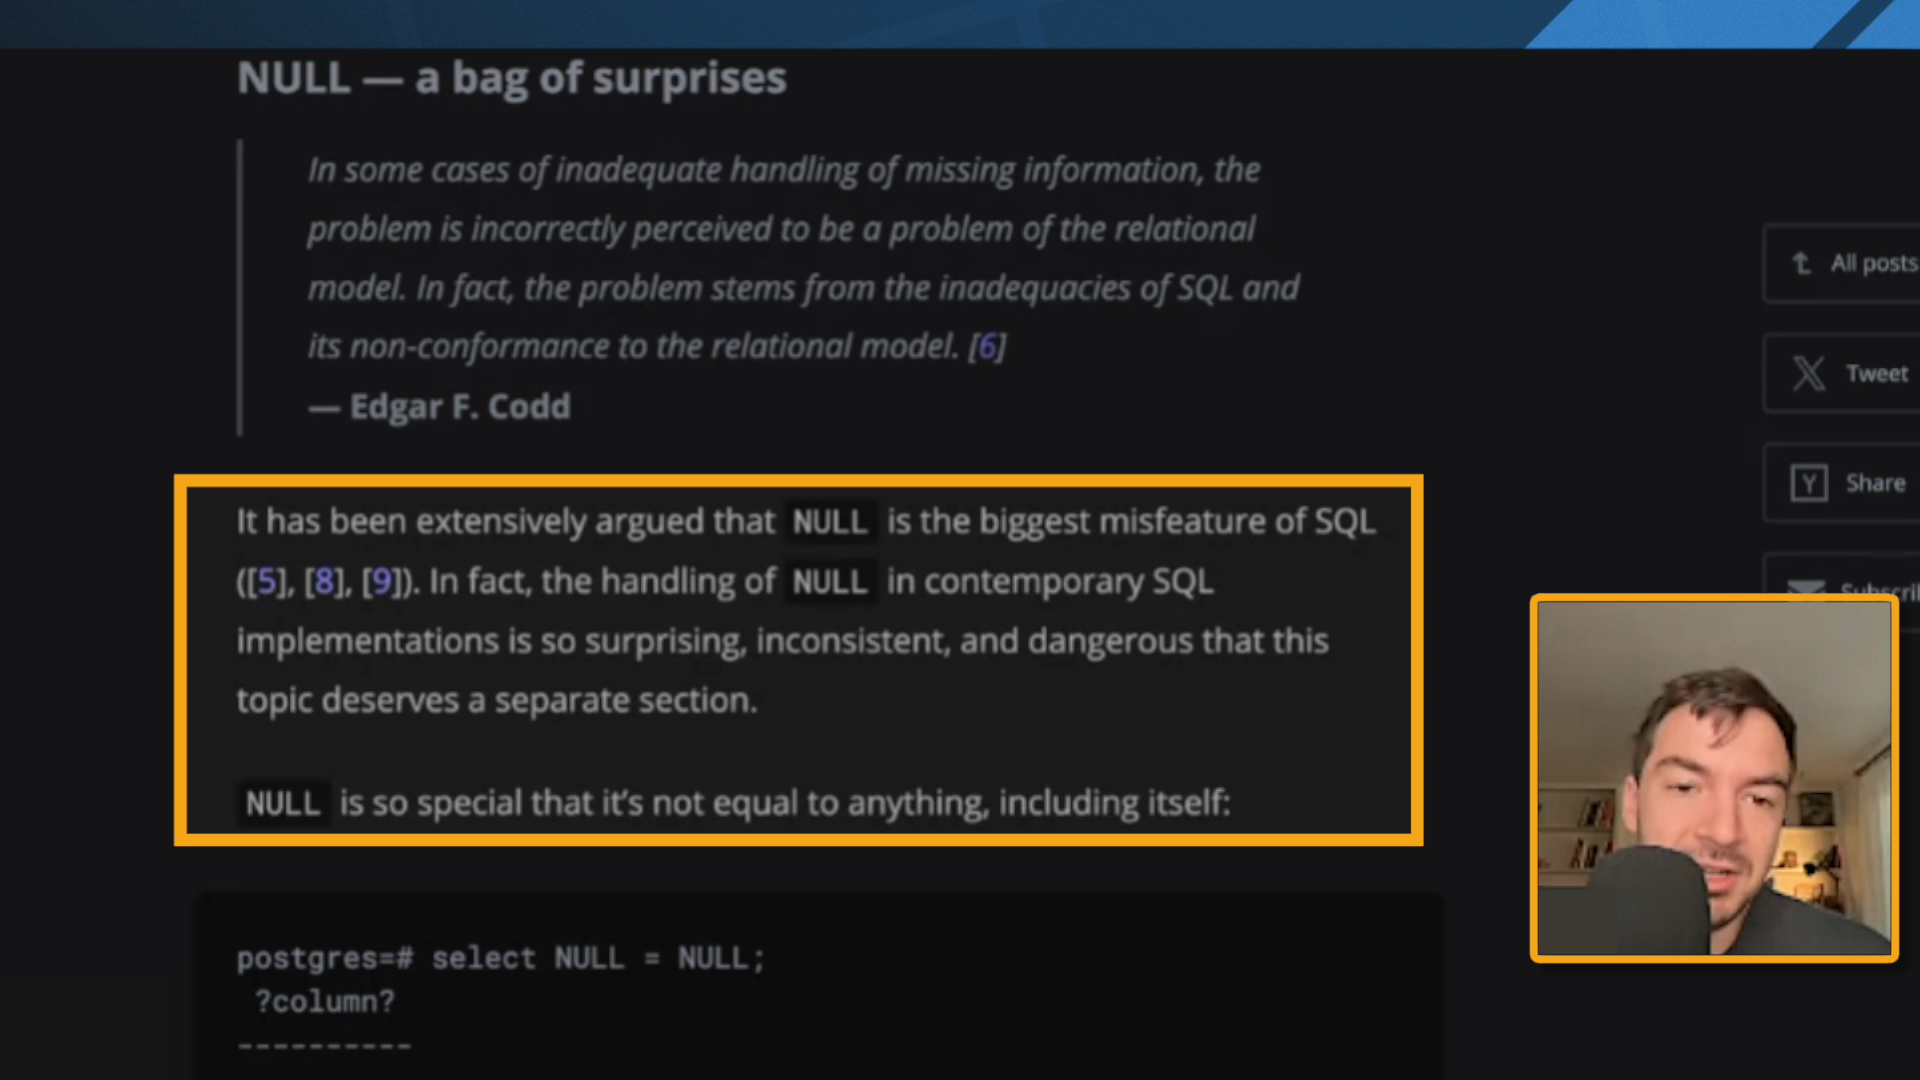 NULL — a bag of surprises
In some cases of inadequate handling of missing information, the
problem is incorrectly perceived to be a problem of the relational
model. In fact, the problem stems from the inadequacies of SQL and
its non-conformance to the relational model. [6]
— Edgar F. Codd
It has been extensively argued that NULL is the biggest misfeature of SQL
([5], [8], [9]). In fact, the handling of NULL in contemporary SQL
implementations is so surprising, inconsistent, and dangerous that this
topic deserves a separate section.
NULL is so special that it's not equal to anything, including itself:
postgres=# select NULL = NULL;
?column?
----------
All posts
Tweet
Y Share